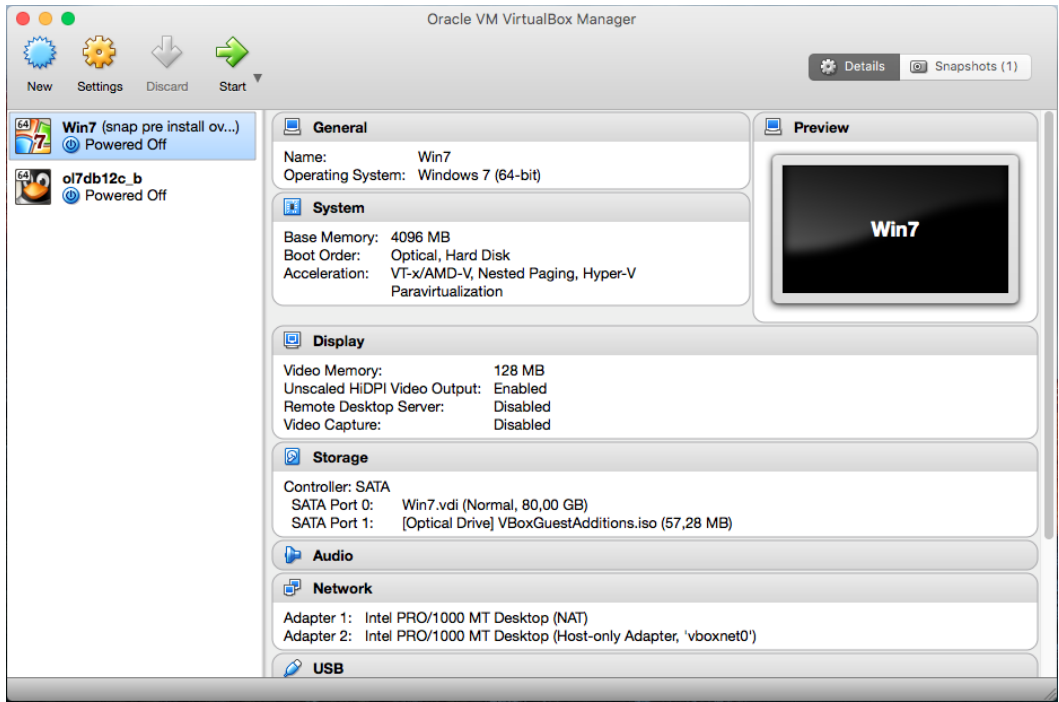 Oracle VM VirtualBox Manager
New
Settings
Discard
Start
Details
Snapshots (1)
64
7
Win7 (snap pre install ov...)
Powered Off
64
ol7db12c_b
Powered Off
General
Name: Win7
Operating System: Windows 7 (64-bit)
System
Base Memory: 4096 MB
Boot Order: Optical, Hard Disk
Acceleration: VT-x/AMD-V, Nested Paging, Hyper-V
Paravirtualization
Preview
Win7
Display
Video Memory: 128 MB
Unscaled HiDPI Video Output: Enabled
Remote Desktop Server: Disabled
Video Capture: Disabled
Storage
Controller: SATA
SATA Port 0: Win7.vdi (Normal, 80,00 GB)
SATA Port 1: [Optical Drive] VBoxGuestAdditions.iso (57,28 MB)
Audio
Network
Adapter 1: Intel PRO/1000 MT Desktop (NAT)
Adapter 2: Intel PRO/1000 MT Desktop (Host-only Adapter, 'vboxnet0')
USB